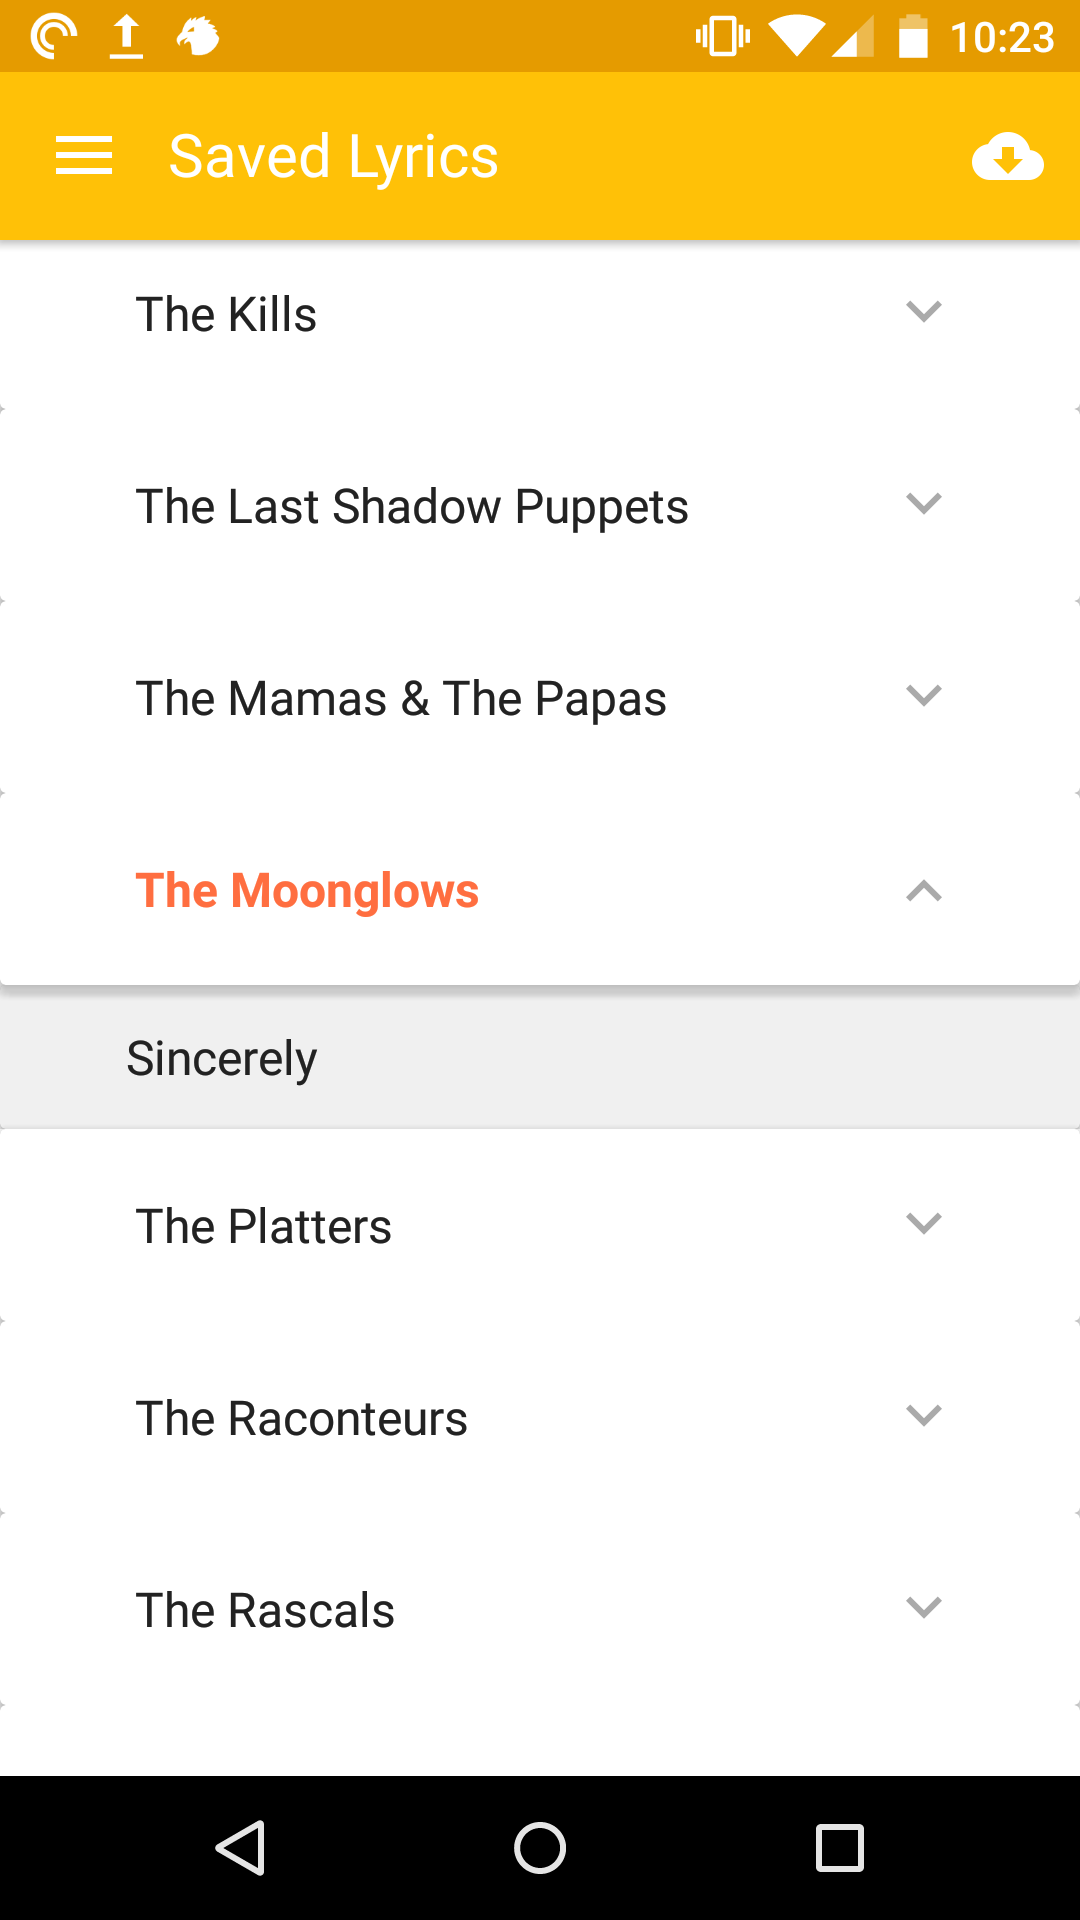 10:23
Saved Lyrics
The Kills
The Last Shadow Puppets
The Mamas & The Papas
The Moonglows
Sincerely
The Platters
The Raconteurs
The Rascals